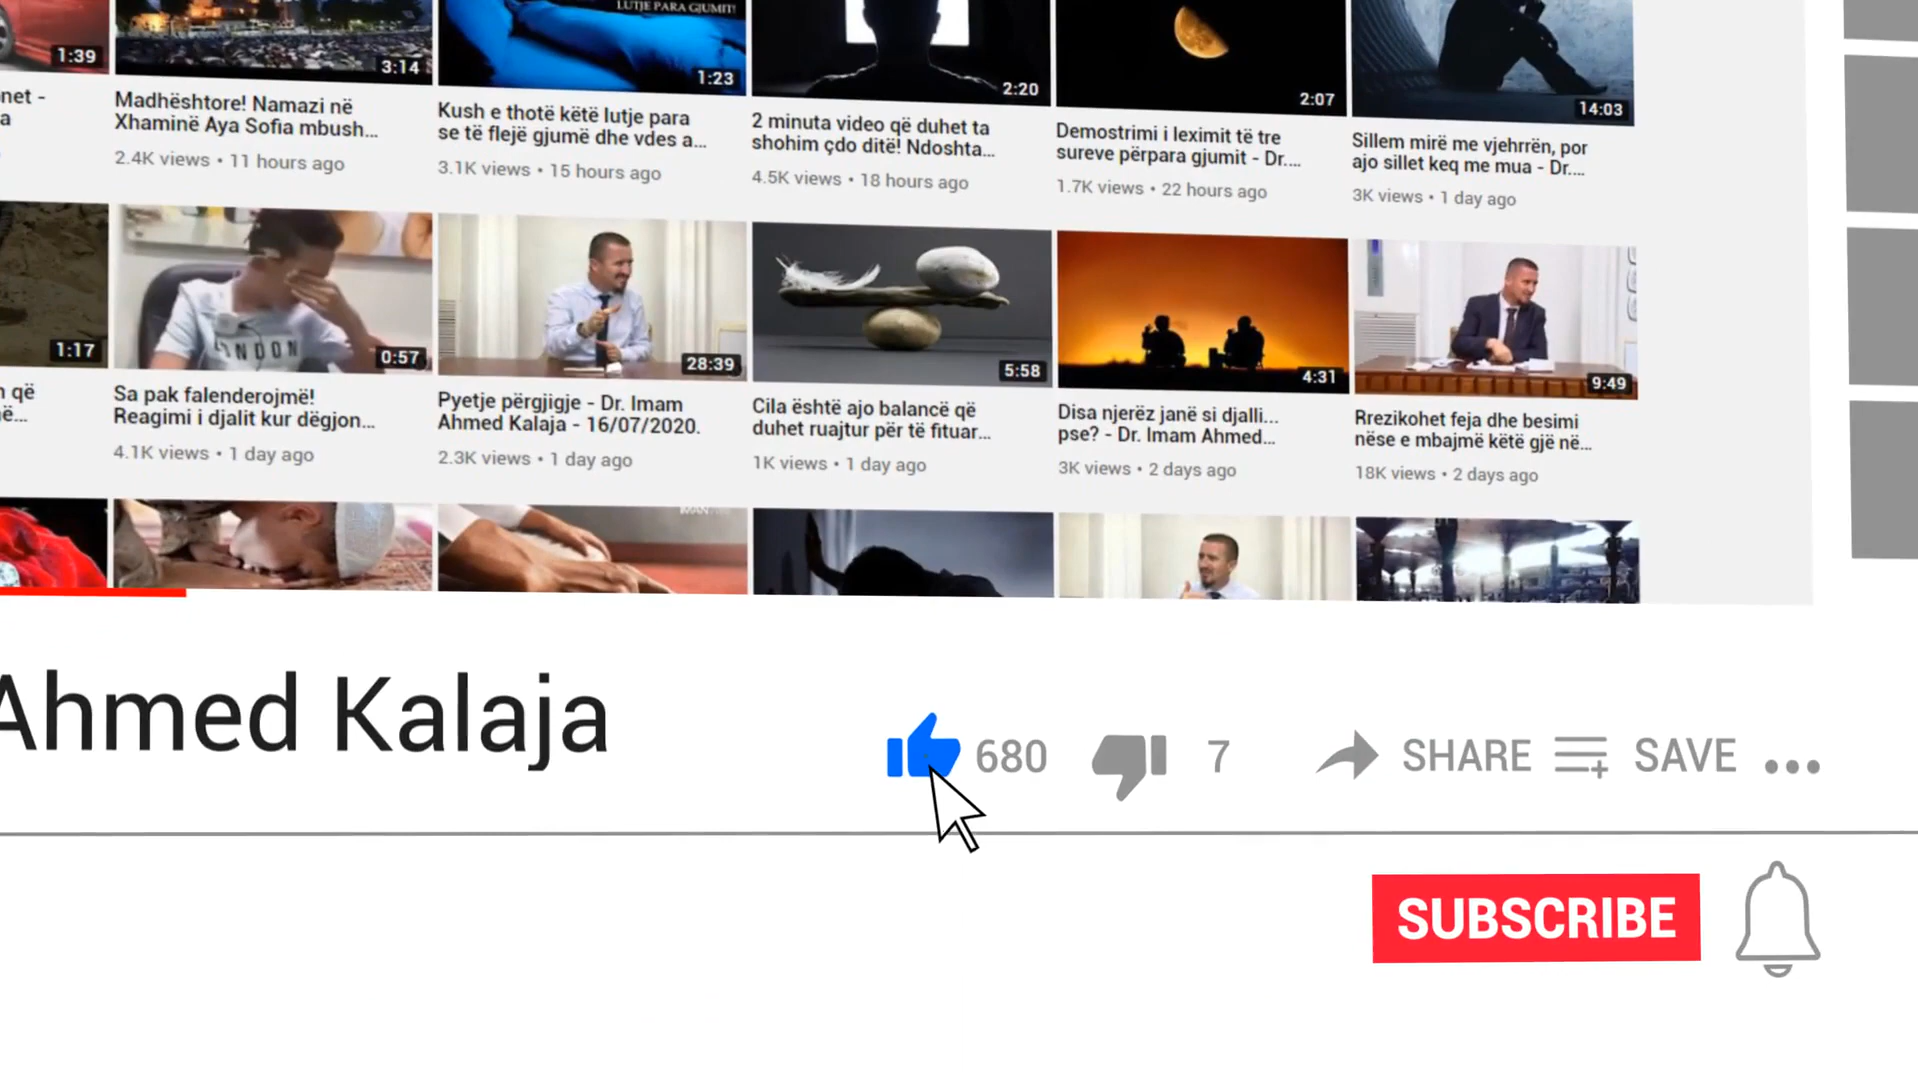 LUTJE PARA GJUMIT!
1:39
3:14
1:23
2:20
2:07
14:03
net -
a
Madhështore! Namazi në
Xhaminë Aya Sofia mbush...
2.4K views • 11 hours ago
Kush e thotë këtë lutje para
se të flejë gjumë dhe vdes a...
3.1K views • 15 hours ago
2 minuta video që duhet ta
shohim çdo ditë! Ndoshta...
4.5K views • 18 hours ago
Demostrimi i leximit të tre
sureve përpara gjumit - Dr....
1.7K views • 22 hours ago
Sillem mirë me vjehrrën, por
ajo sillet keq me mua - Dr....
3K views • 1 day ago
1:17
ONDON
0:57
28:39
5:58
4:31
9:49
që
ë...
Sa pak falenderojmë!
Reagimi i djalit kur dëgjon...
4.1K views • 1 day ago
Pyetje përgjigje - Dr. Imam
Ahmed Kalaja - 16/07/2020.
2.3K views • 1 day ago
Cila është ajo balancë që
duhet ruajtur për të fituar...
1K views • 1 day ago
Disa njerëz janë si djalli...
pse? - Dr. Imam Ahmed...
3K views • 2 days ago
Rrezikohet feja dhe besimi
nëse e mbajmë këtë gjë në...
18K views • 2 days ago
Ahmed Kalaja
680
7
SHARE
SAVE
SUBSCRIBE